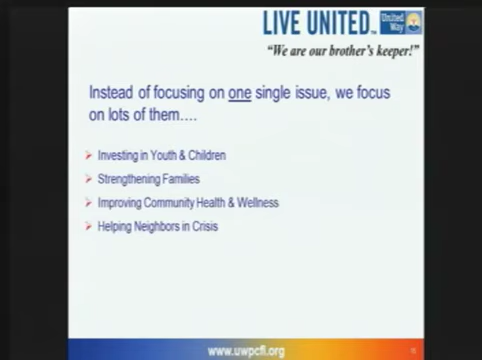 LIVE UNITED™
United Way
"We are our brother's keeper!"
Instead of focusing on one single issue, we focus
on lots of them....
Investing in Youth & Children
Strengthening Families
Improving Community Health & Wellness
Helping Neighbors in Crisis
www.uwpcfl.org